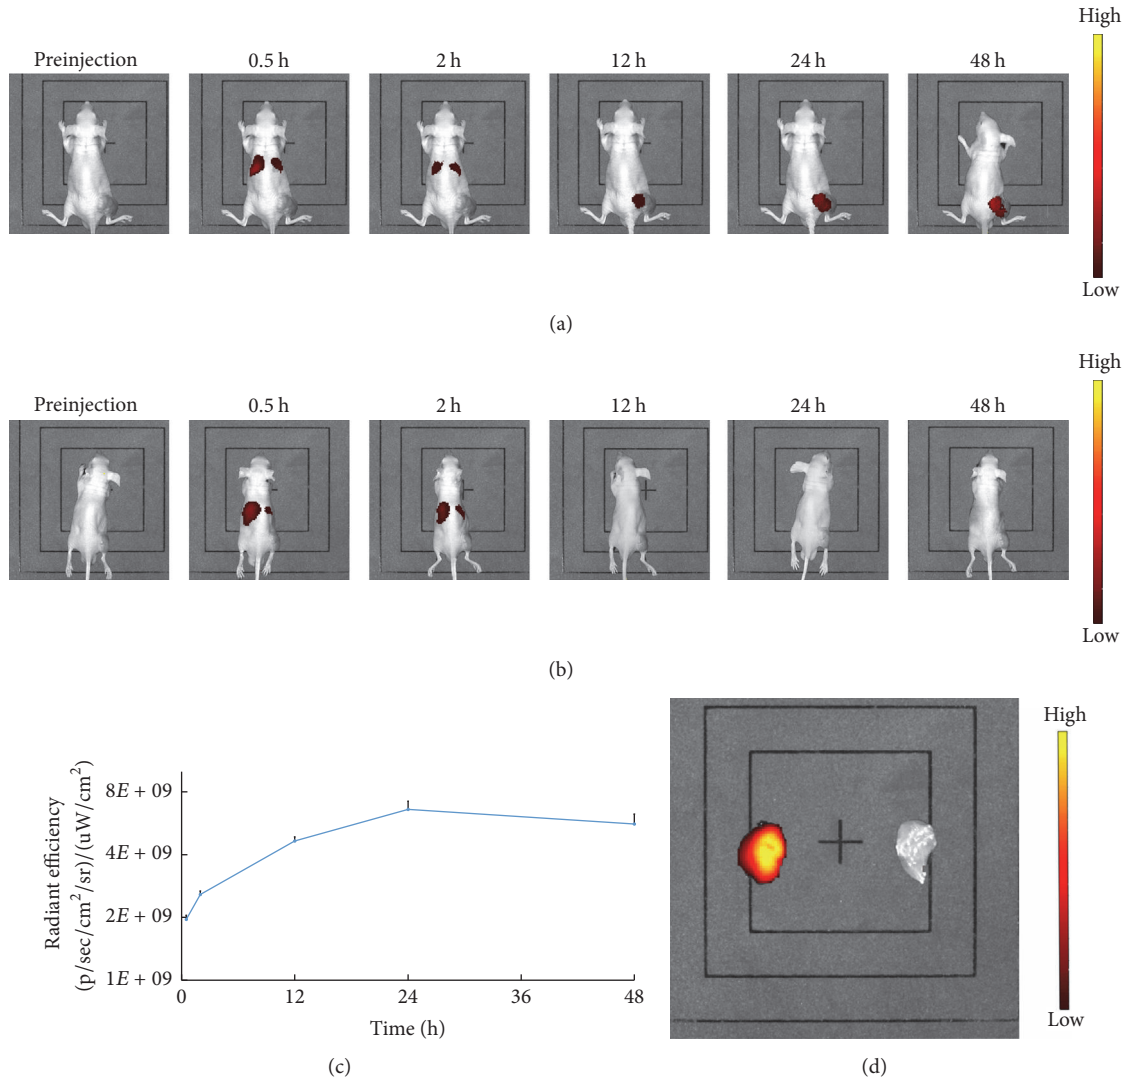 High
Preinjection 0.5 h 2 h 12 h 24 h 48 h
Low
(a)
High
Preinjection 0.5 h 2 h 12 h 24 h 48 h
Low
(b)
Radiant efficiency
(p/sec/cm²/sr)/(uW/cm²)
8E + 09
4E + 09
2E + 09
1E + 09
0 12 24 36 48
Time (h)
(c)
High
Low
(d)